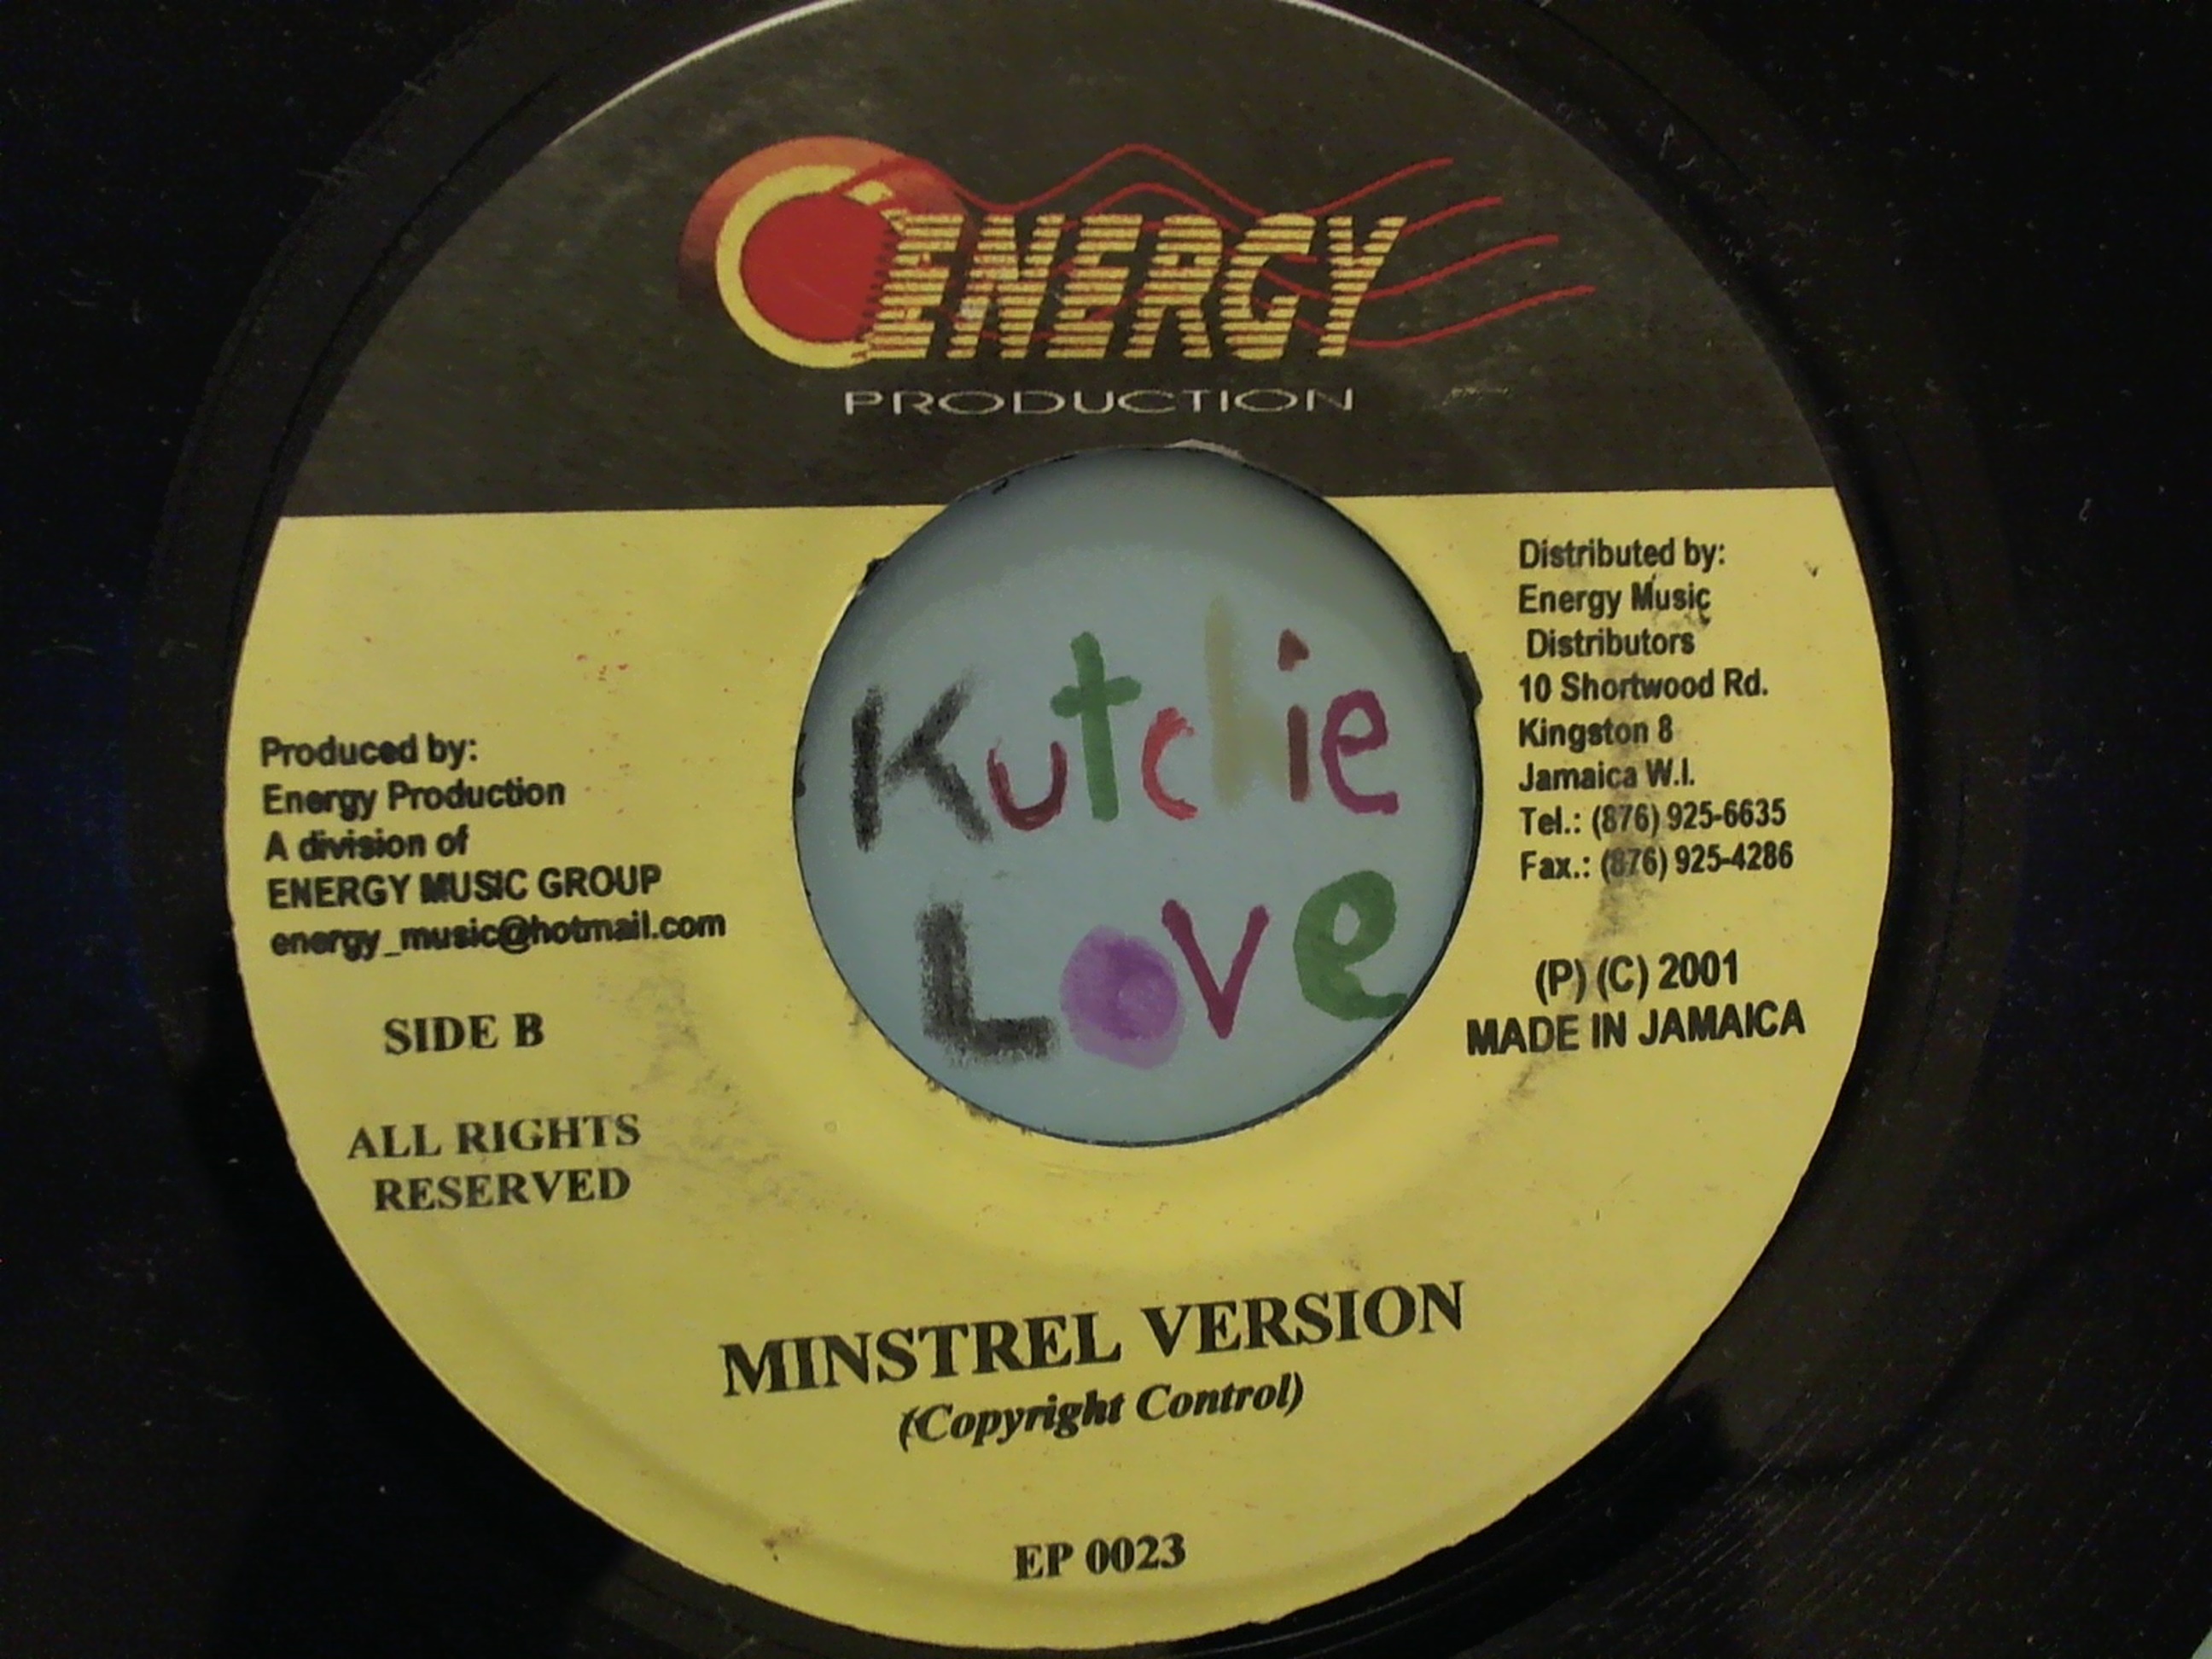 ENERGY
PRODUCTION
Kutchie
Love
Produced by:
Energy Production
A division of
ENERGY MUSIC GROUP
energy_music@hotmail.com
SIDE B
ALL RIGHTS
RESERVED
Distributed by:
Energy Music
Distributors
10 Shortwood Rd.
Kingston 8
Jamaica W.I.
Tel.: (876) 925-6635
Fax.: (876) 925-4286
(P) (C) 2001
MADE IN JAMAICA
MINSTREL VERSION
(Copyright Control)
EP 0023